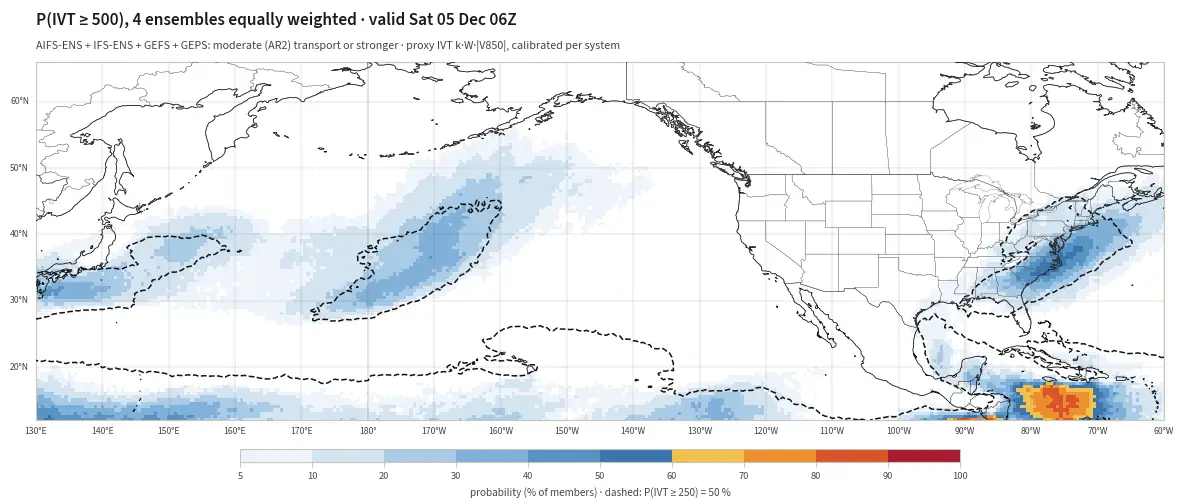 P(IVT ≥ 500), 4 ensembles equally weighted · valid Sat 05 Dec 06Z
AIFS-ENS + IFS-ENS + GEFS + GEPS: moderate (AR2) transport or stronger · proxy IVT k·W·|V850|, calibrated per system
60°N
50°N
40°N
30°N
20°N
130°E 140°E 150°E 160°E 170°E 180° 170°W 160°W 150°W 140°W 130°W 120°W 110°W 100°W 90°W 80°W 70°W 60°W
5 10 20 30 40 50 60 70 80 90 100
probability (% of members) · dashed: P(IVT ≥ 250) = 50 %